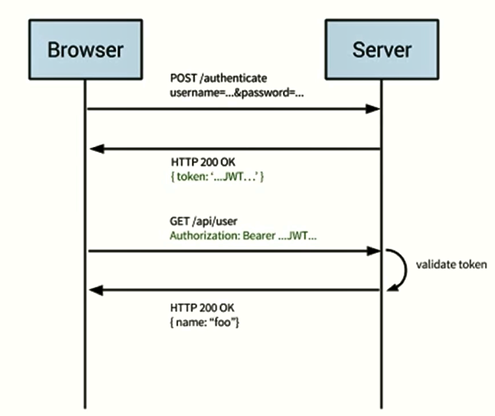 Browser
Server
POST /authenticate
username=...&password=...
HTTP 200 OK
{ token: ‘...JWT...’ }
GET /api/user
Authorization: Bearer ...JWT...
validate token
HTTP 200 OK
{ name: “foo”}